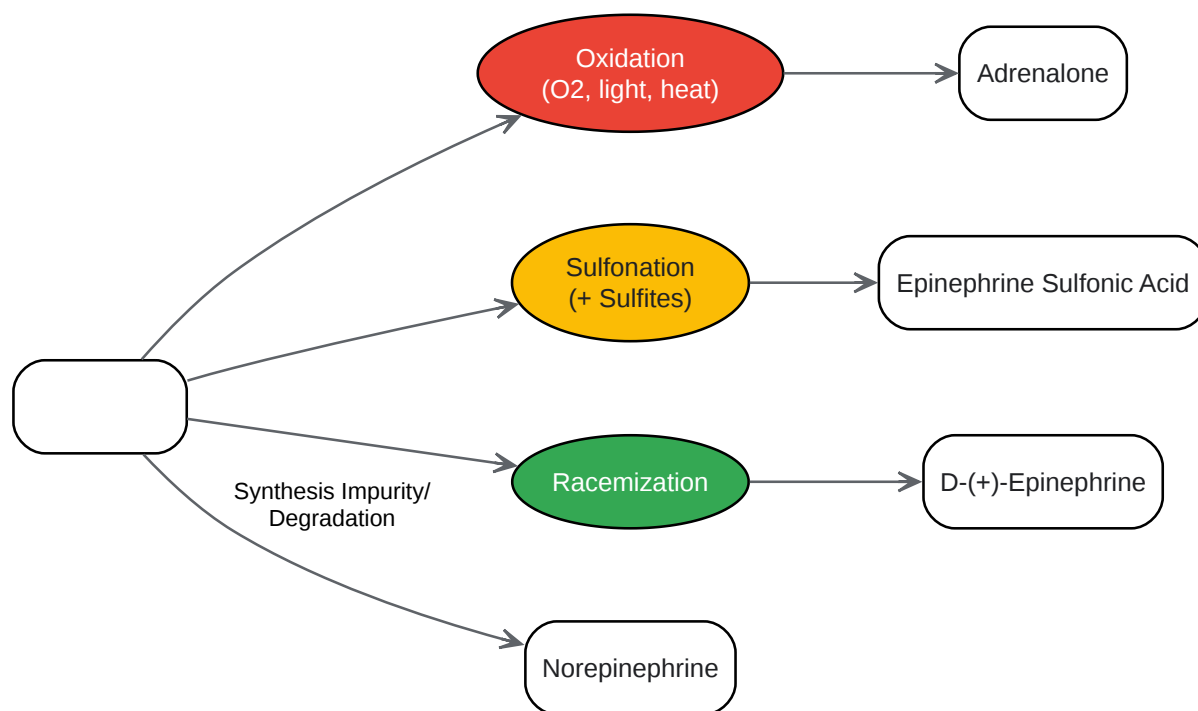 Oxidation
(O2, light, heat)
Adrenalone
Sulfonation
(+ Sulfites)
Epinephrine Sulfonic Acid
Racemization
D-(+)-Epinephrine
Synthesis Impurity/
Degradation
Norepinephrine